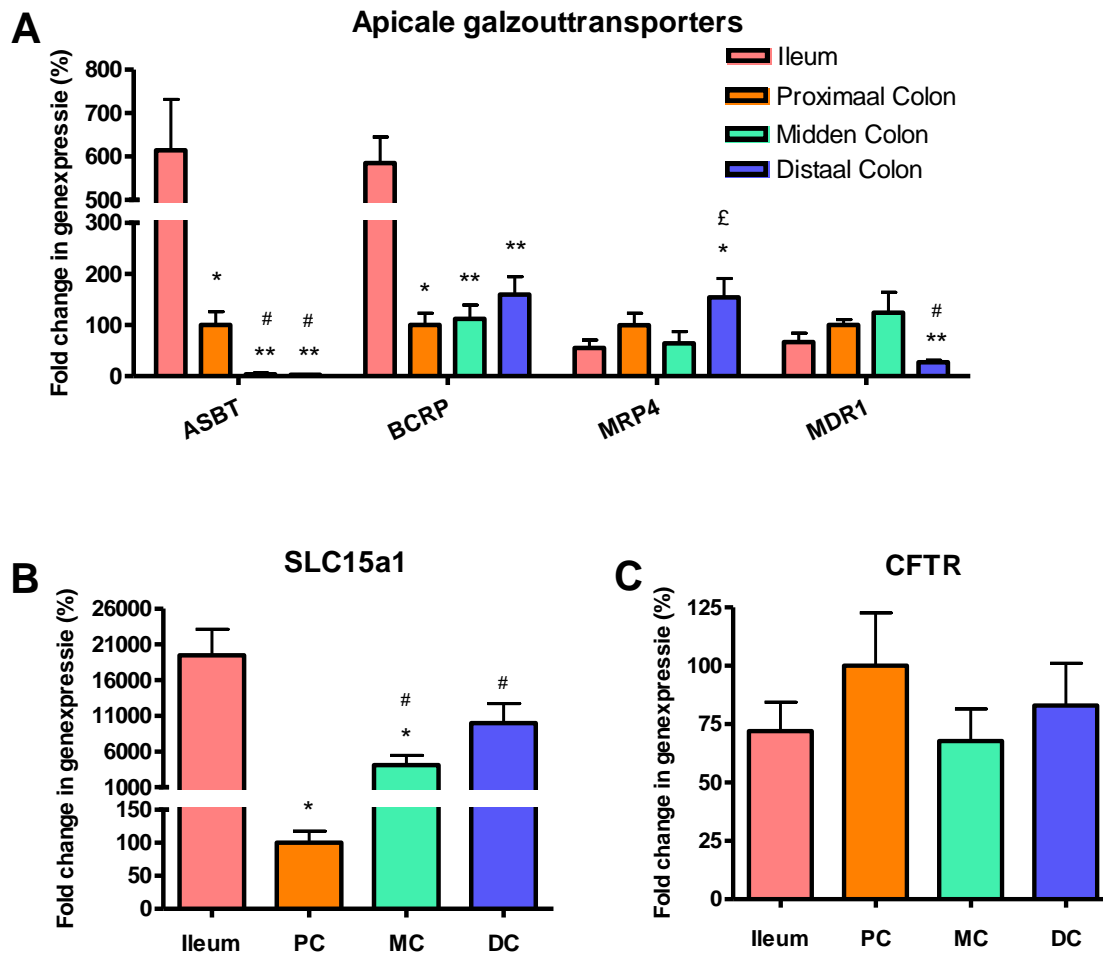 A
Apicale galzouttransporters
Fold change in genexpressie (%)
800
700
600
500
300
200
100
0
Ileum
Proximaal Colon
Midden Colon
Distaal Colon
*
#
**
#
**
*
**
**
£
*
#
**
ASBT
BCRP
MRP4
MDR1
B
SLC15a1
Fold change in genexpressie (%)
26000
21000
16000
11000
6000
1000
150
100
50
0
*
#
*
#
Ileum
PC
MC
DC
C
CFTR
Fold change in genexpressie (%)
125
100
75
50
25
0
Ileum
PC
MC
DC